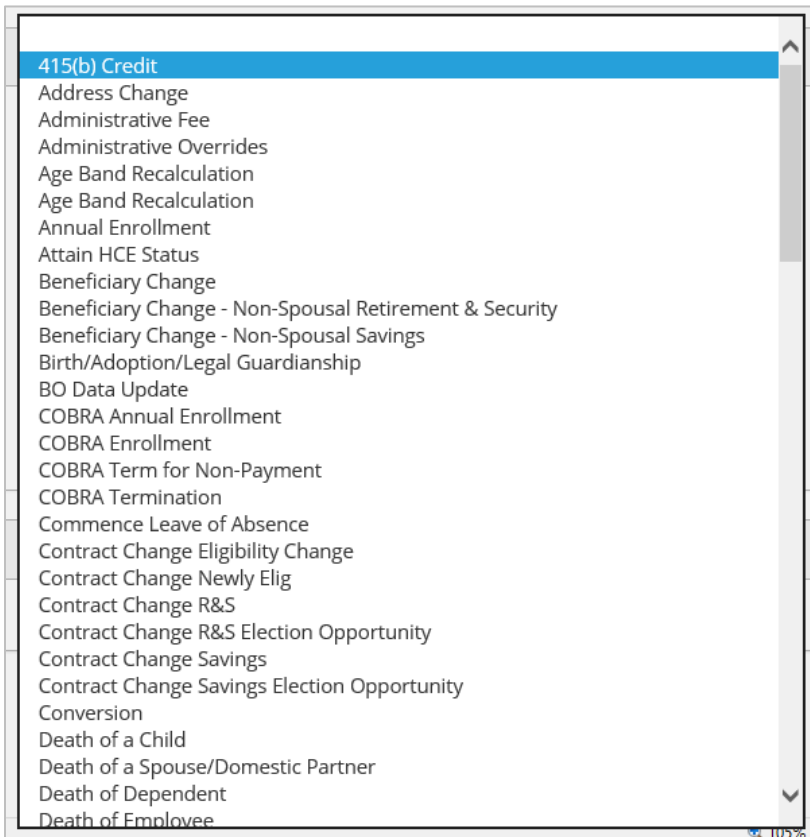 415(b) Credit
Address Change
Administrative Fee
Administrative Overrides
Age Band Recalculation
Age Band Recalculation
Annual Enrollment
Attain HCE Status
Beneficiary Change
Beneficiary Change - Non-Spousal Retirement & Security
Beneficiary Change - Non-Spousal Savings
Birth/Adoption/Legal Guardianship
BO Data Update
COBRA Annual Enrollment
COBRA Enrollment
COBRA Term for Non-Payment
COBRA Termination
Commence Leave of Absence
Contract Change Eligibility Change
Contract Change Newly Elig
Contract Change R&S
Contract Change R&S Election Opportunity
Contract Change Savings
Contract Change Savings Election Opportunity
Conversion
Death of a Child
Death of a Spouse/Domestic Partner
Death of Dependent
Death of Employee
105%